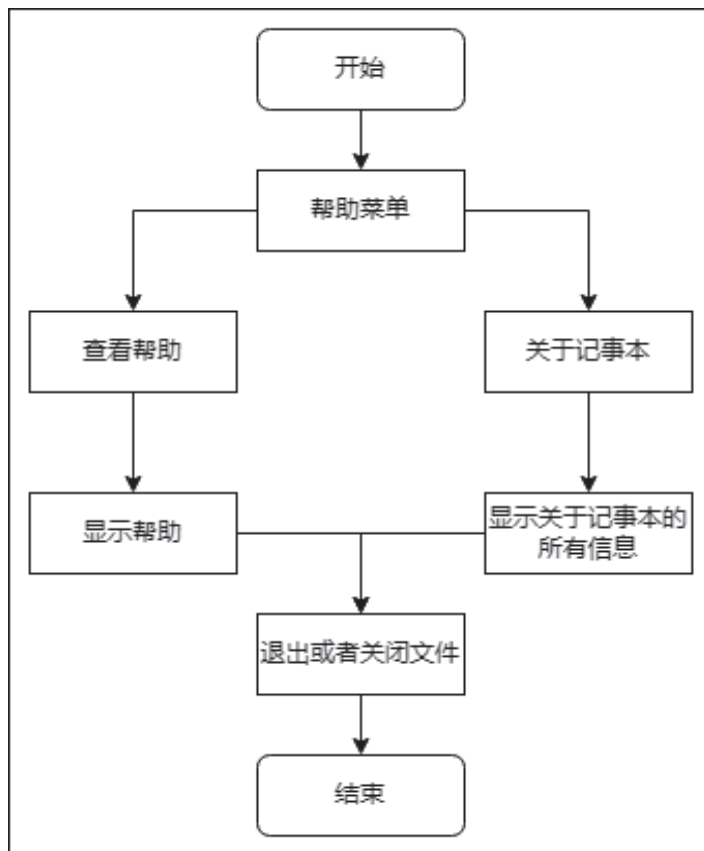 开始
帮助菜单
查看帮助
关于记事本
显示帮助
显示关于记事本的
所有信息
退出或者关闭文件
结束